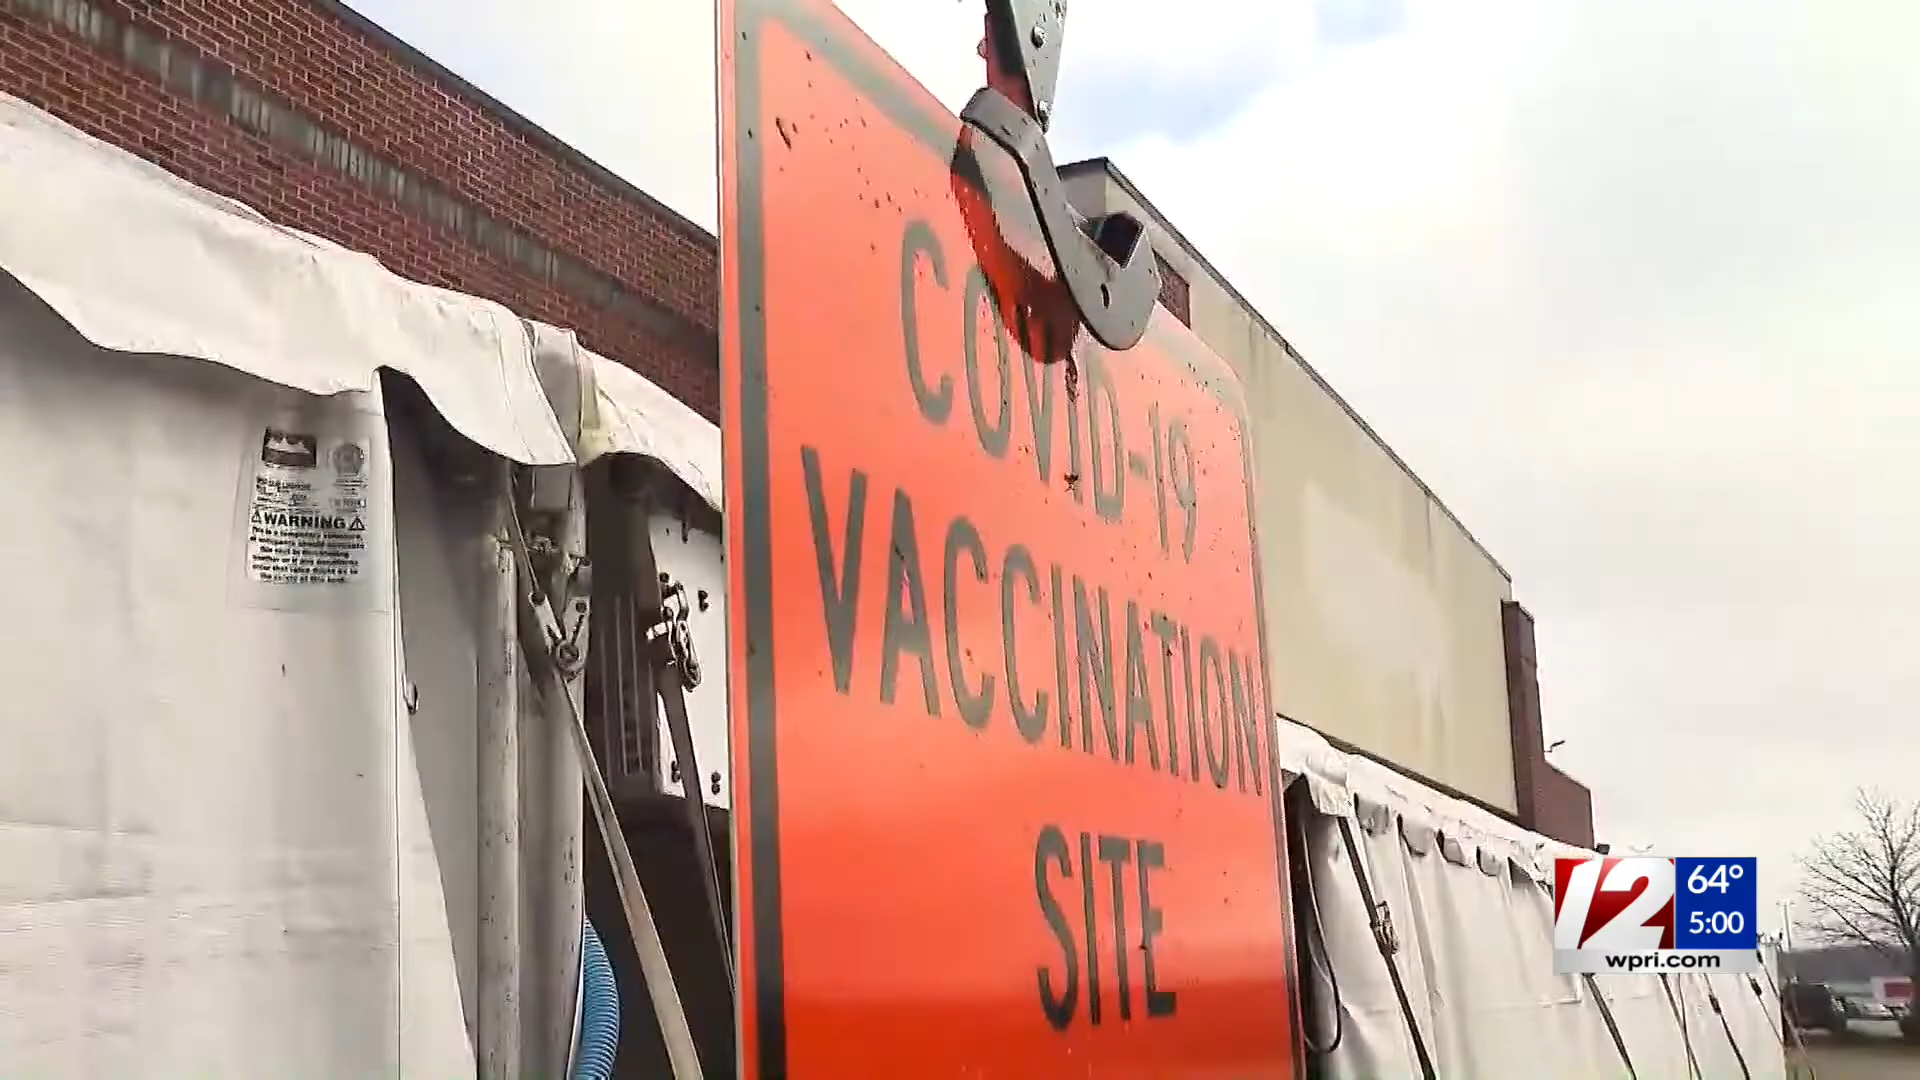 COVID-19
VACCINATION
SITE
WARNING
12
64°
5:00
wpri.com